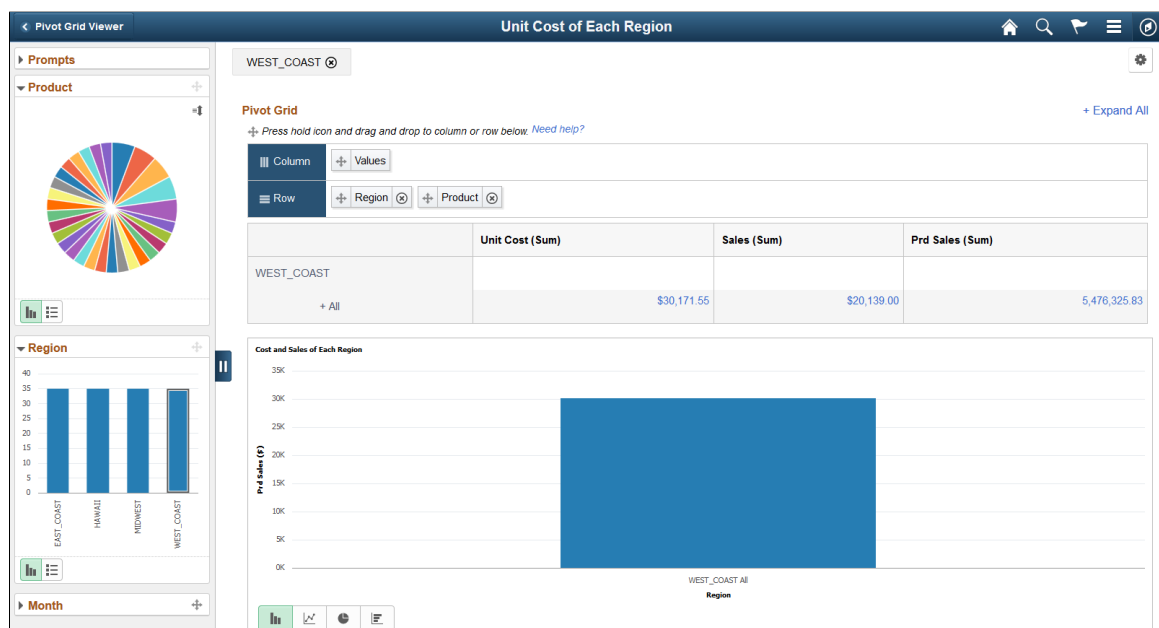 Pivot Grid Viewer
Unit Cost of Each Region
Prompts
Product
Region
40
35
30
25
20
15
10
5
0
EAST_COAST
HAWAII
MIDWEST
WEST_COAST
Month
WEST_COAST
Pivot Grid
+ Expand All
Press hold icon and drag and drop to column or row below. Need help?
Column Values
Row Region Product
Unit Cost (Sum) Sales (Sum) Prd Sales (Sum)
WEST_COAST
+ All $30,171.55 $20,139.00 5,476,325.83
Cost and Sales of Each Region
Prd Sales ($)
35K
30K
25K
20K
15K
10K
5K
0K
WEST_COAST All
Region